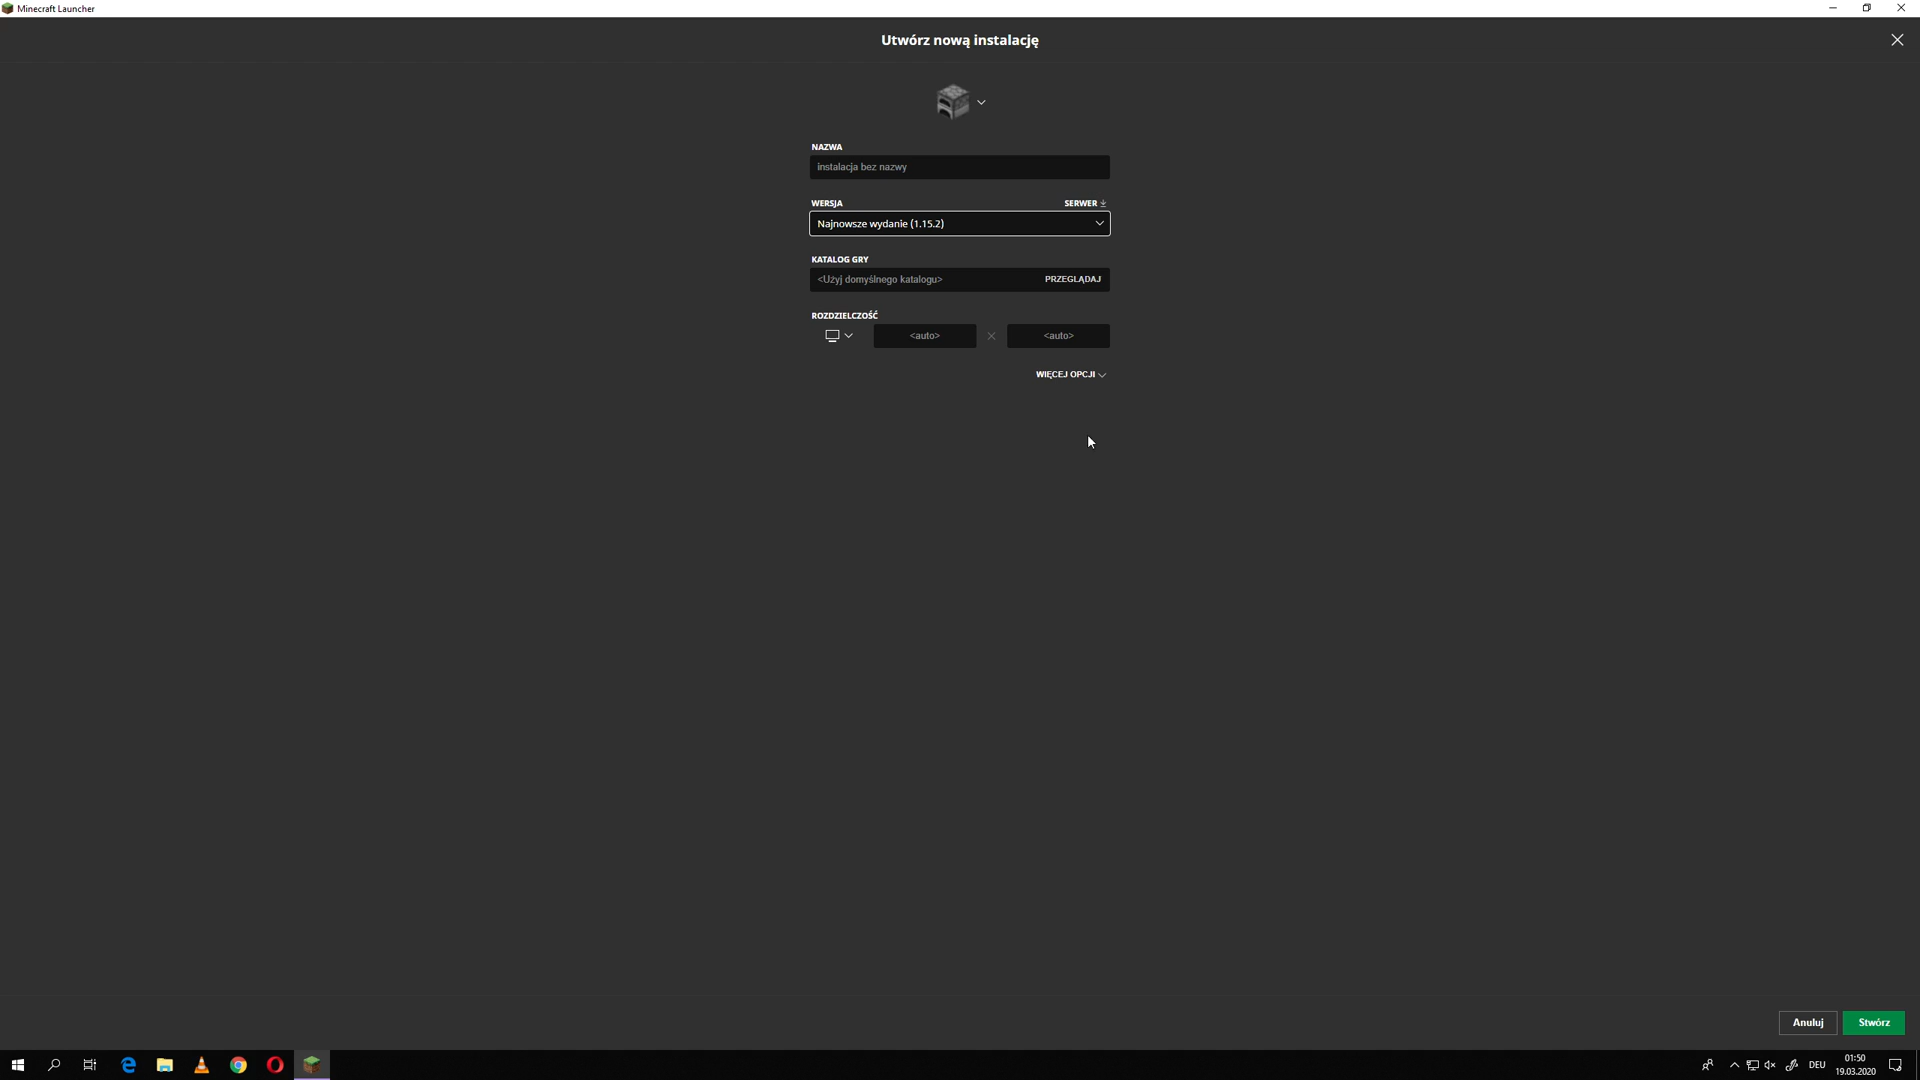 Minecraft Launcher
Utwórz nową instalację
NAZWA
instalacja bez nazwy
WERSJA
SERWER
Najnowsze wydanie (1.15.2)
KATALOG GRY
<Użyj domyślnego katalogu>
PRZEGLĄDAJ
ROZDZIELCZOŚĆ
<auto>
<auto>
WIĘCEJ OPCJI
Anuluj
Stwórz
DEU
01:50
19.03.2020